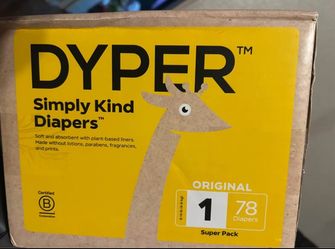 DYPER™
Simply Kind
Diapers™
Soft and absorbent with plant-based liners.
Made without lotions, parabens, fragrances,
and prints.
Certified
B
Corporation
ORIGINAL
1
78
Diapers
Super Pack